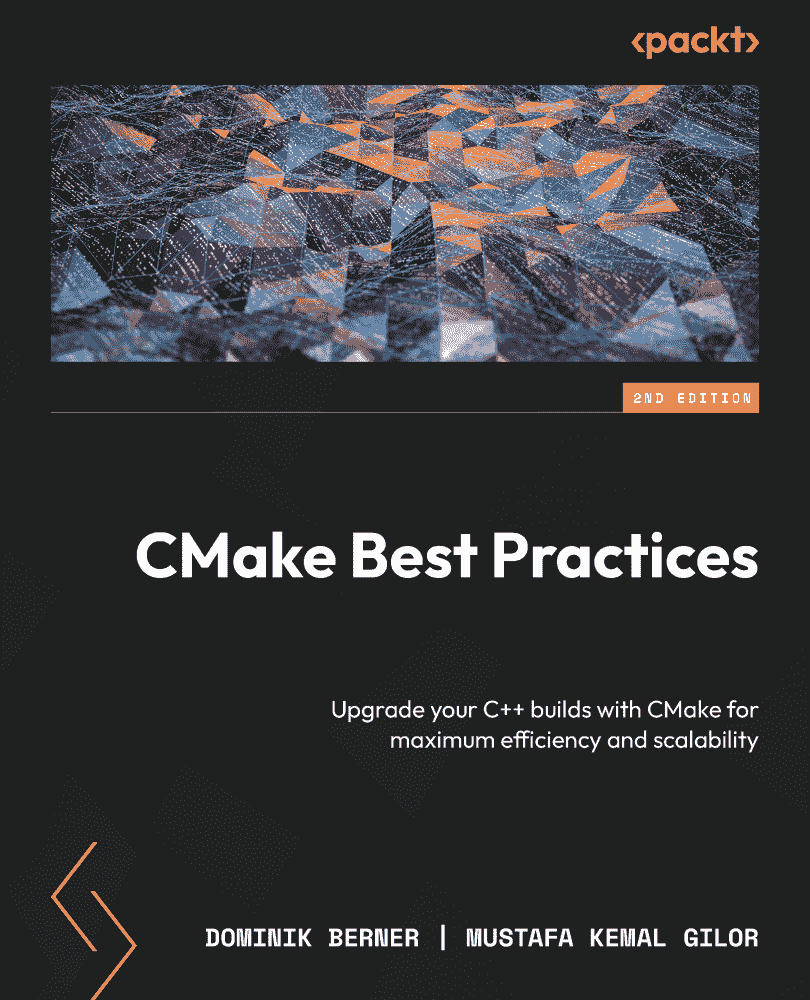 <packt>
2ND EDITION
CMake Best Practices
Upgrade your C++ builds with CMake for
maximum efficiency and scalability
DOMINIK BERNER | MUSTAFA KEMAL GILOR